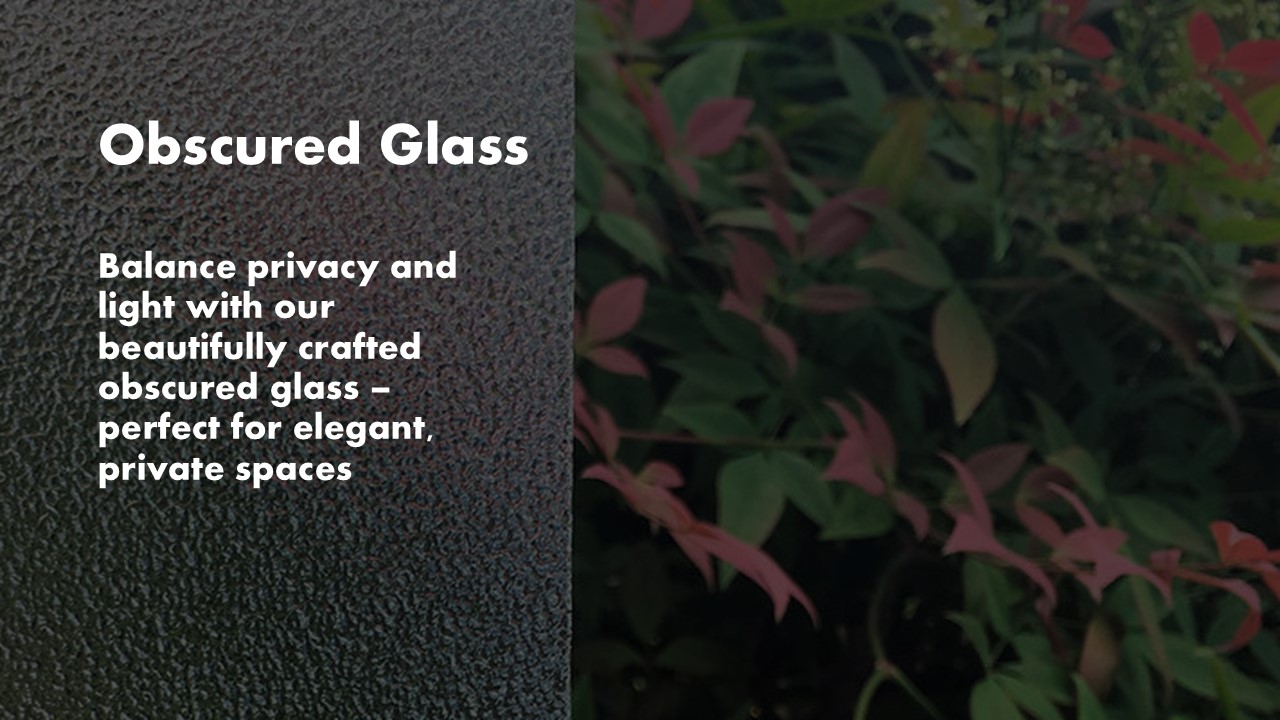 Obscured Glass
Balance privacy and
light with our
beautifully crafted
obscured glass –
perfect for elegant,
private spaces